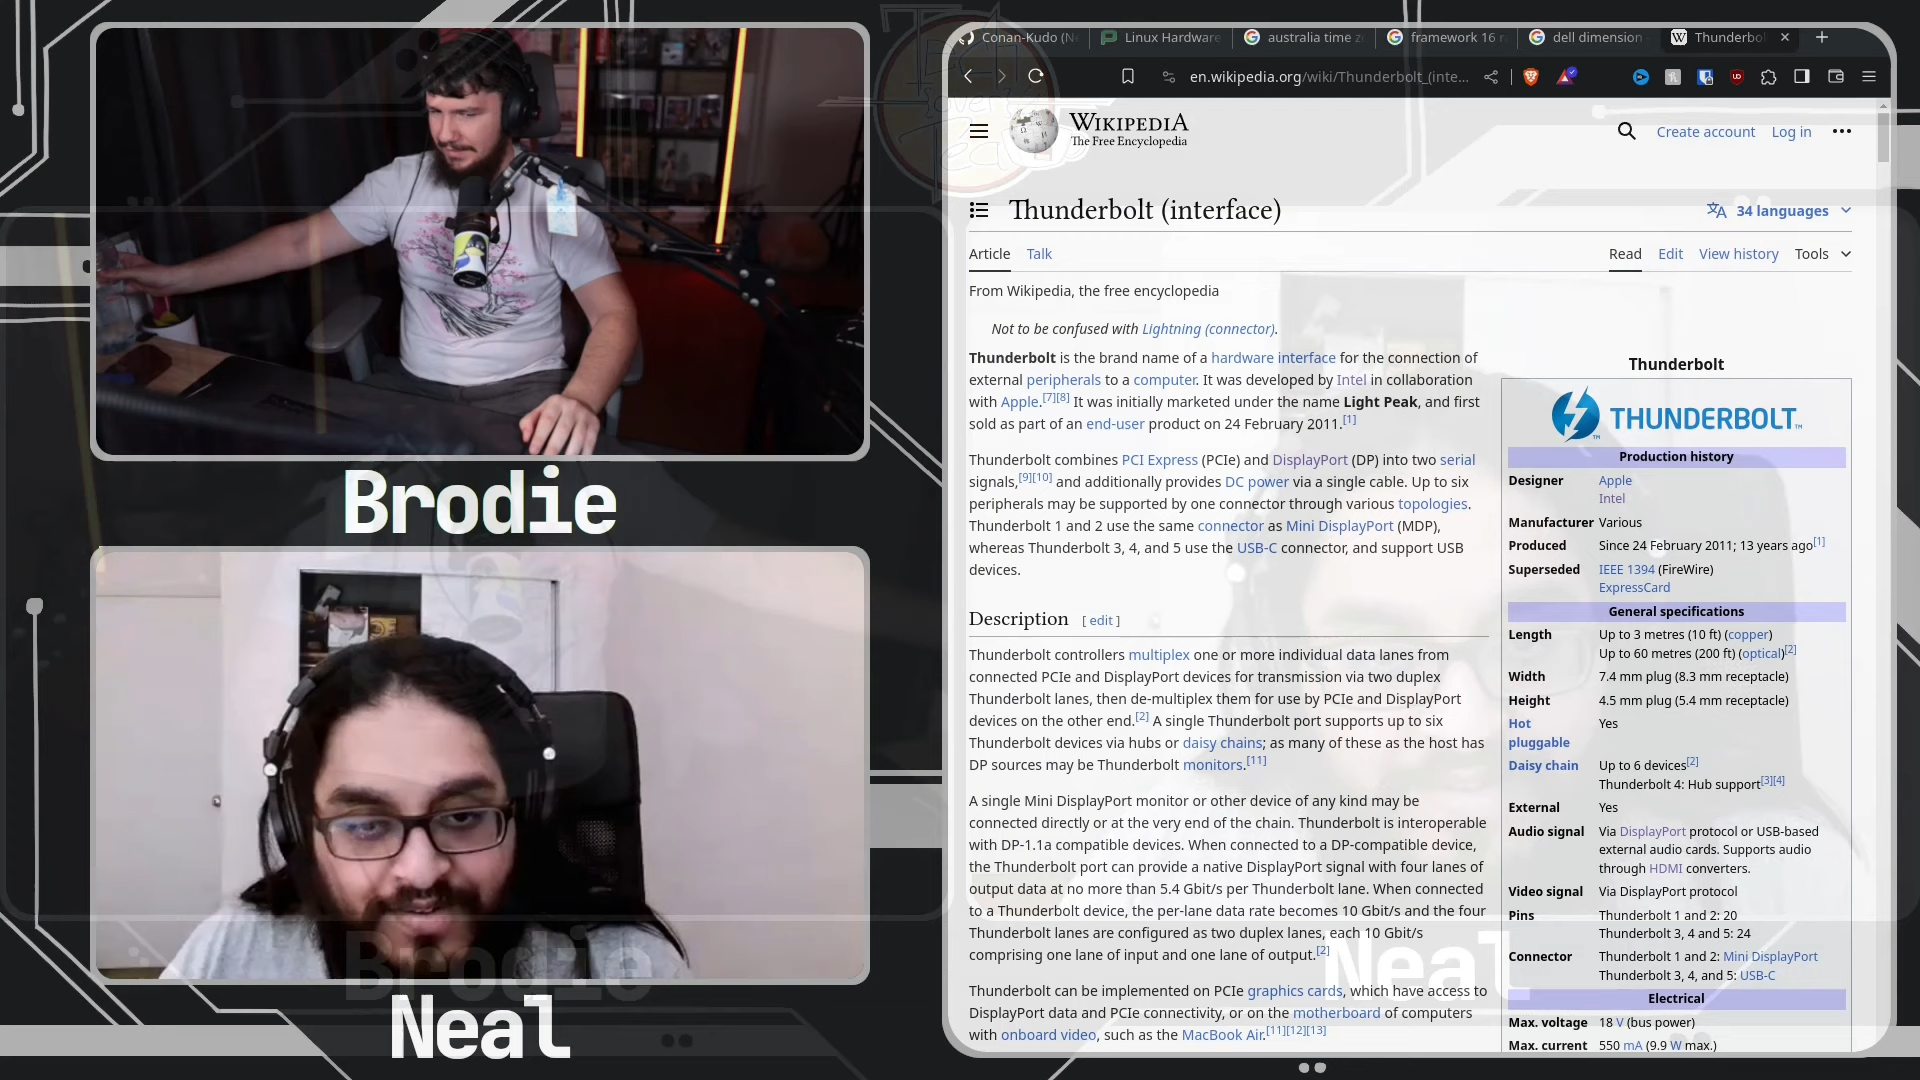 Conan-Kudo (Ne
Linux Hardware
australia time z
framework 16 r
dell dimension
Thunderbol
en.wikipedia.org/wiki/Thunderbolt_(inte...
WIKIPEDIA
The Free Encyclopedia
Create account
Log in
Thunderbolt (interface)
34 languages
Article
Talk
Read
Edit
View history
Tools
From Wikipedia, the free encyclopedia
Not to be confused with Lightning (connector).
Thunderbolt is the brand name of a hardware interface for the connection of
external peripherals to a computer. It was developed by Intel in collaboration
with Apple.[7][8] It was initially marketed under the name Light Peak, and first
sold as part of an end-user product on 24 February 2011.[1]
Thunderbolt combines PCI Express (PCIe) and DisplayPort (DP) into two serial
signals,[9][10] and additionally provides DC power via a single cable. Up to six
peripherals may be supported by one connector through various topologies.
Thunderbolt 1 and 2 use the same connector as Mini DisplayPort (MDP),
whereas Thunderbolt 3, 4, and 5 use the USB-C connector, and support USB
devices.
Description [ edit ]
Thunderbolt controllers multiplex one or more individual data lanes from
connected PCIe and DisplayPort devices for transmission via two duplex
Thunderbolt lanes, then de-multiplex them for use by PCIe and DisplayPort
devices on the other end.[2] A single Thunderbolt port supports up to six
Thunderbolt devices via hubs or daisy chains; as many of these as the host has
DP sources may be Thunderbolt monitors.[11]
A single Mini DisplayPort monitor or other device of any kind may be
connected directly or at the very end of the chain. Thunderbolt is interoperable
with DP-1.1a compatible devices. When connected to a DP-compatible device,
the Thunderbolt port can provide a native DisplayPort signal with four lanes of
output data at no more than 5.4 Gbit/s per Thunderbolt lane. When connected
to a Thunderbolt device, the per-lane data rate becomes 10 Gbit/s and the four
Thunderbolt lanes are configured as two duplex lanes, each 10 Gbit/s
comprising one lane of input and one lane of output.[2]
Thunderbolt can be implemented on PCIe graphics cards, which have access to
DisplayPort data and PCIe connectivity, or on the motherboard of computers
with onboard video, such as the MacBook Air.[11][12][13]
Thunderbolt
THUNDERBOLT™
Production history
Designer Apple
Intel
Manufacturer Various
Produced Since 24 February 2011; 13 years ago[1]
Superseded IEEE 1394 (FireWire)
ExpressCard
General specifications
Length Up to 3 metres (10 ft) (copper)
Up to 60 metres (200 ft) (optical)[2]
Width 7.4 mm plug (8.3 mm receptacle)
Height 4.5 mm plug (5.4 mm receptacle)
Hot Yes
pluggable
Daisy chain Up to 6 devices[2]
Thunderbolt 4: Hub support[3][4]
External Yes
Audio signal Via DisplayPort protocol or USB-based
external audio cards. Supports audio
through HDMI converters.
Video signal Via DisplayPort protocol
Pins Thunderbolt 1 and 2: 20
Thunderbolt 3, 4 and 5: 24
Connector Thunderbolt 1 and 2: Mini DisplayPort
Thunderbolt 3, 4, and 5: USB-C
Electrical
Max. voltage 18 V (bus power)
Max. current 550 mA (9.9 W max.)
Brodie
Brodie
Neal
Neal